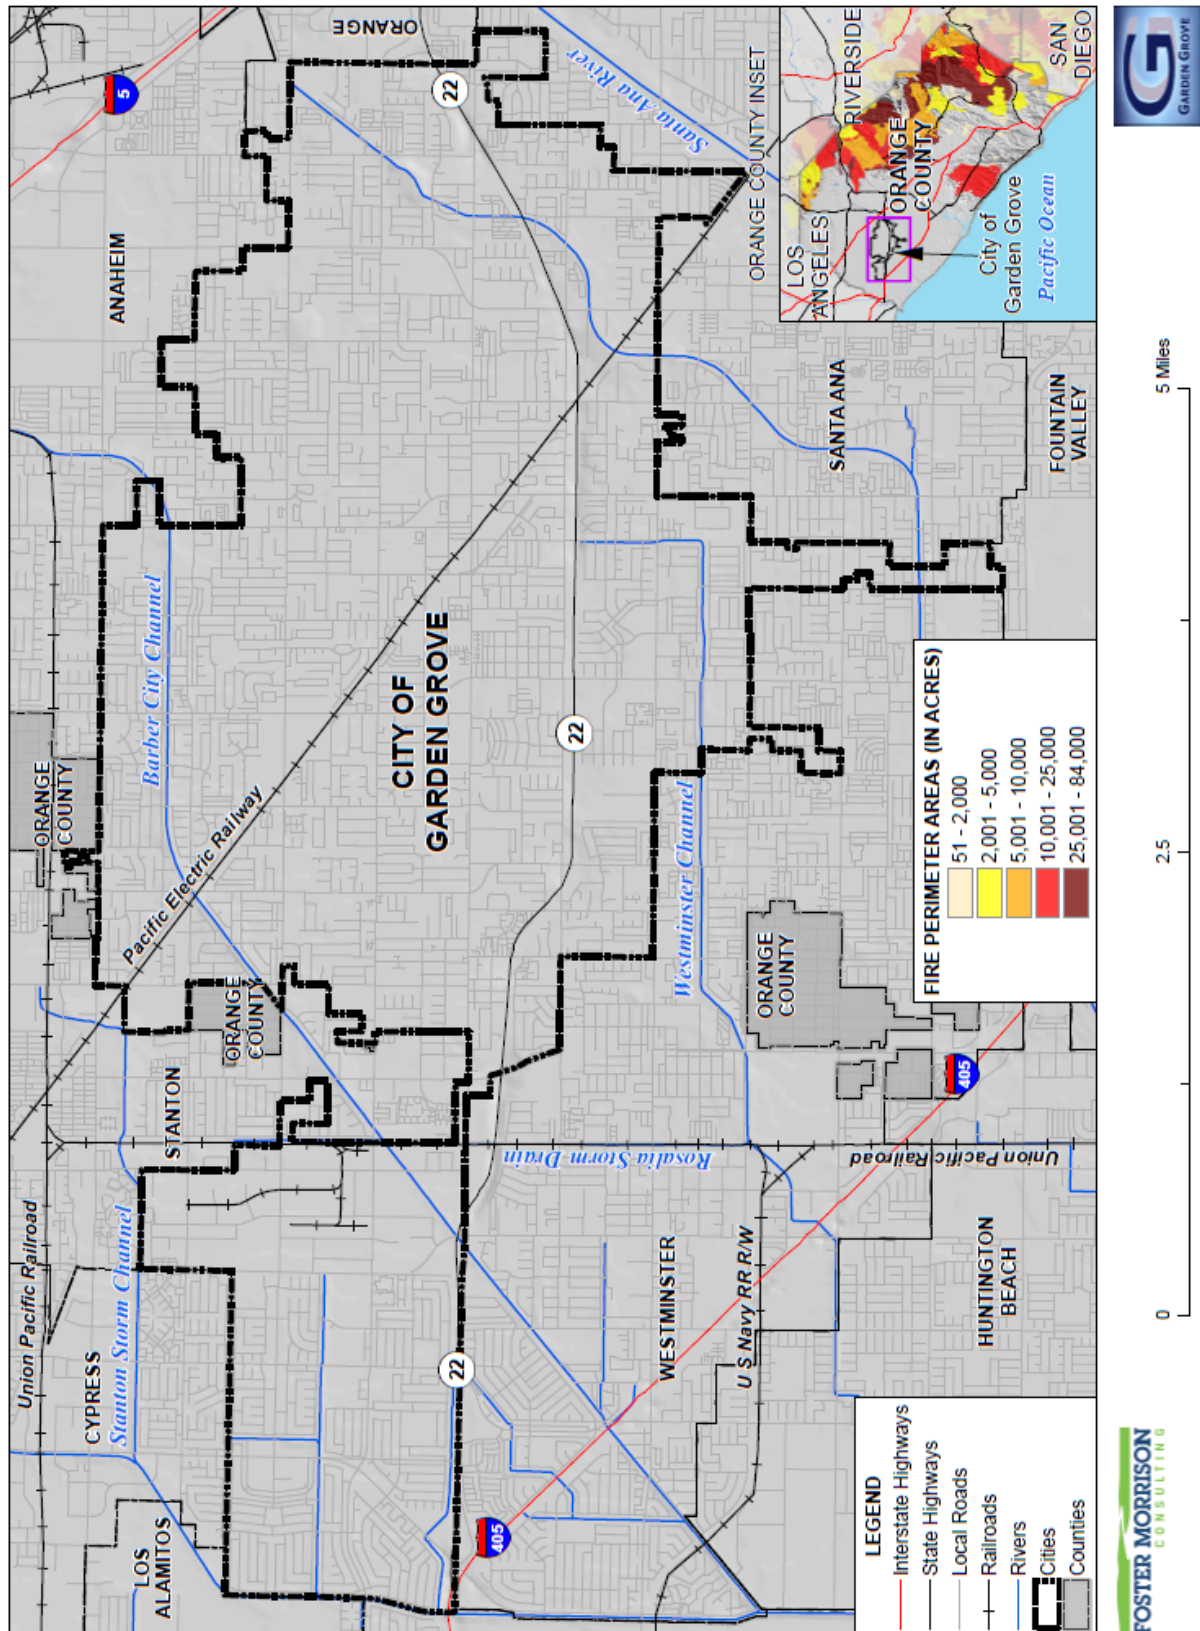 Union Pacific Railroad
CYPRESS
Stanton Storm Channel
LOS
ALAMITOS
STANTON
ORANGE
COUNTY
Pacific Electric Railway
Barber City Channel
ORANGE
COUNTY
ANAHEIM
5
ORANGE
22
Santa Ana River
CITY OF
GARDEN GROVE
22
22
405
Westminster Channel
Rosalia Storm Drain
WESTMINSTER
U S Navy RR R/W
Union Pacific Railroad
ORANGE
COUNTY
405
HUNTINGTON
BEACH
SANTA ANA
FOUNTAIN
VALLEY
LEGEND
Interstate Highways
State Highways
Local Roads
Railroads
Rivers
Cities
Counties
FIRE PERIMETER AREAS (IN ACRES)
51 - 2,000
2,001 - 5,000
5,001 - 10,000
10,001 - 25,000
25,001 - 84,000
ORANGE COUNTY INSET
LOS
ANGELES
RIVERSIDE
ORANGE
COUNTY
SAN
DIEGO
City of
Garden Grove
Pacific Ocean
FOSTER MORRISON
CONSULTING
0
2.5
5 Miles
G
GARDEN GROVE